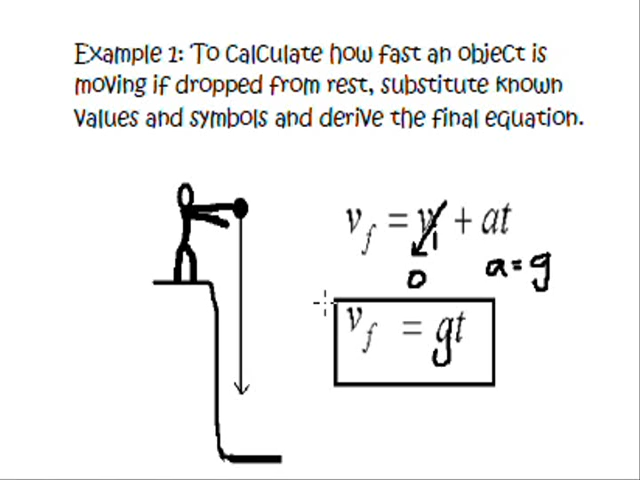 Example 1: To calculate how fast an object is
moving if dropped from rest, substitute known
values and symbols and derive the final equation.
v_f = v_i + at
0
a = g
v_f = gt